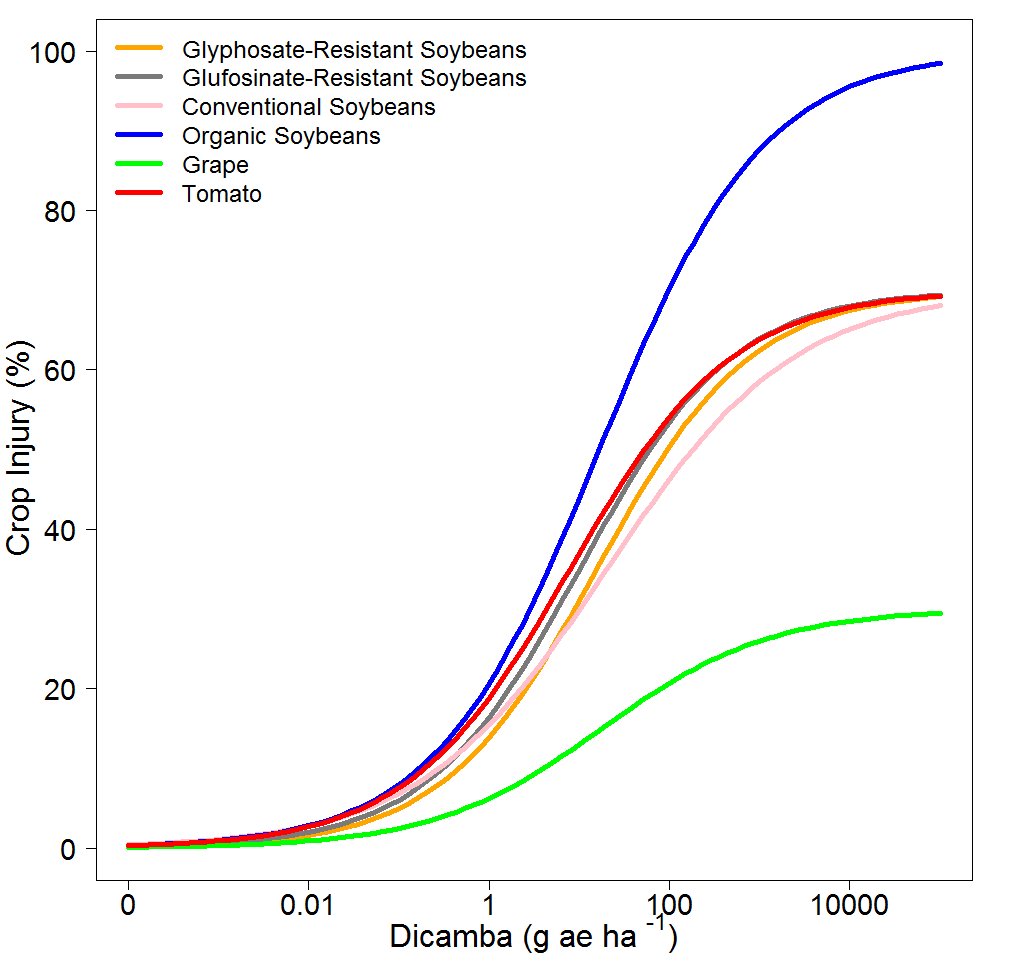 Glyphosate-Resistant Soybeans
Glufosinate-Resistant Soybeans
Conventional Soybeans
Organic Soybeans
Grape
Tomato
100
80
60
40
20
0
Crop Injury (%)
0 0.01 1 100 10000
Dicamba (g ae ha -1)